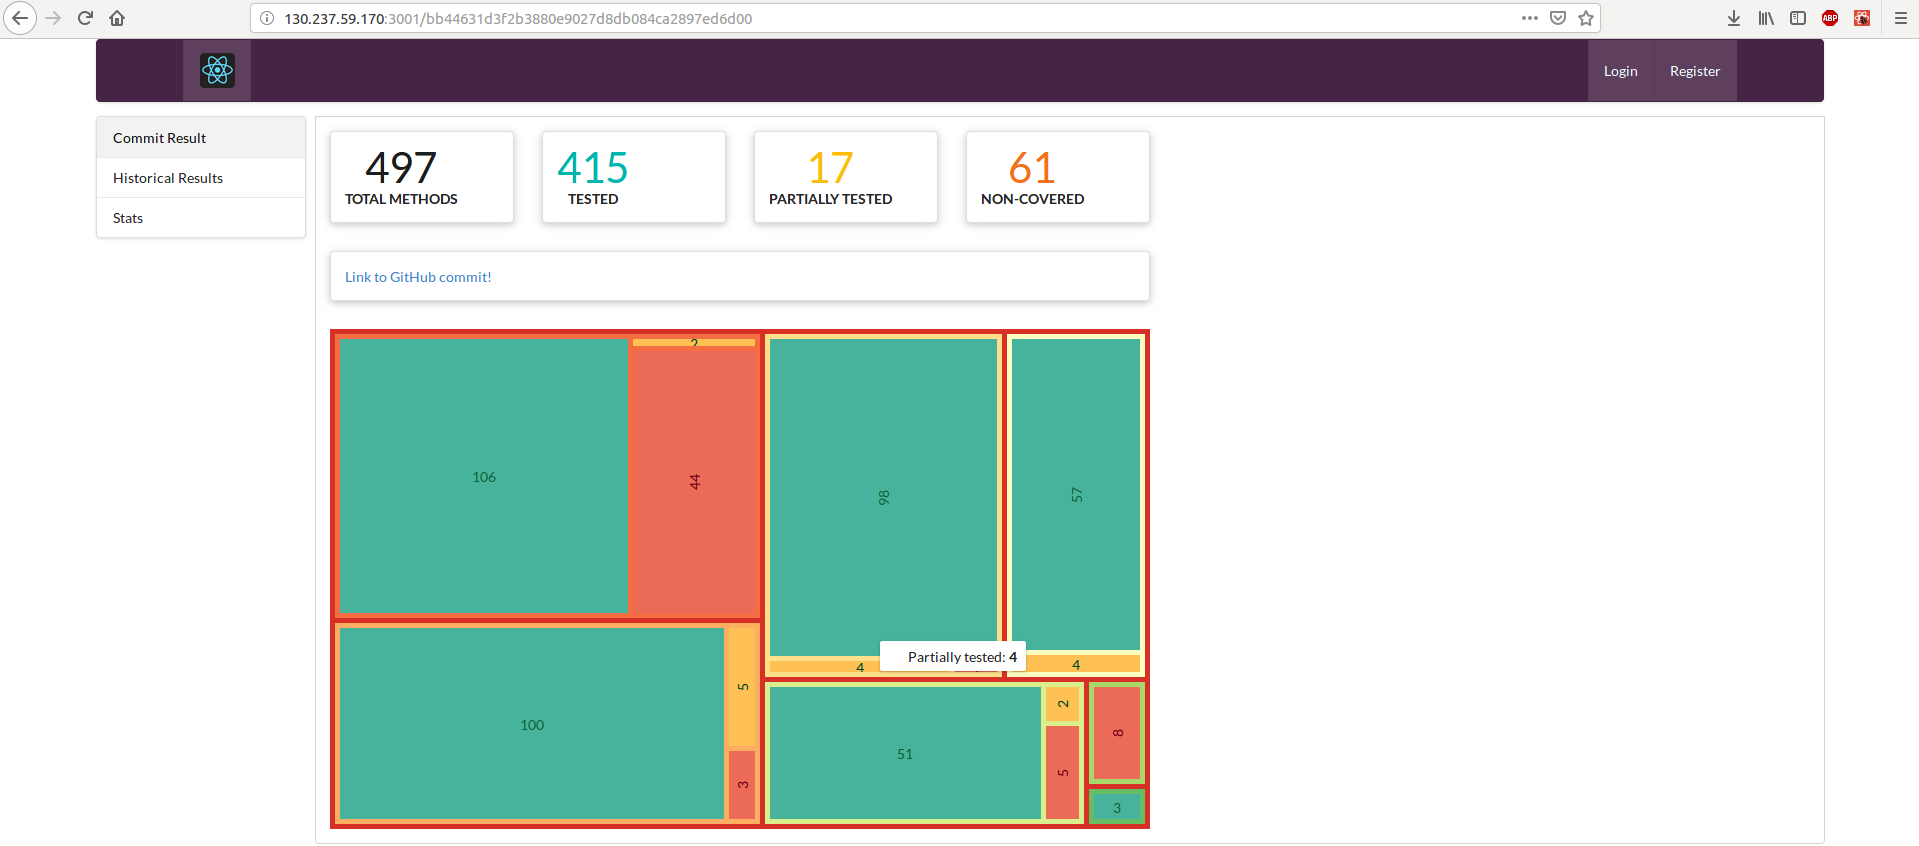 130.237.59.170:3001/bb44631d3f2b3880e9027d8db084ca2897ed6d00
ABP
Login
Register
Commit Result
Historical Results
Stats
497
TOTAL METHODS
415
TESTED
17
PARTIALLY TESTED
61
NON-COVERED
Link to GitHub commit!
106
2
44
98
57
4
Partially tested: 4
4
100
5
3
51
2
5
8
3